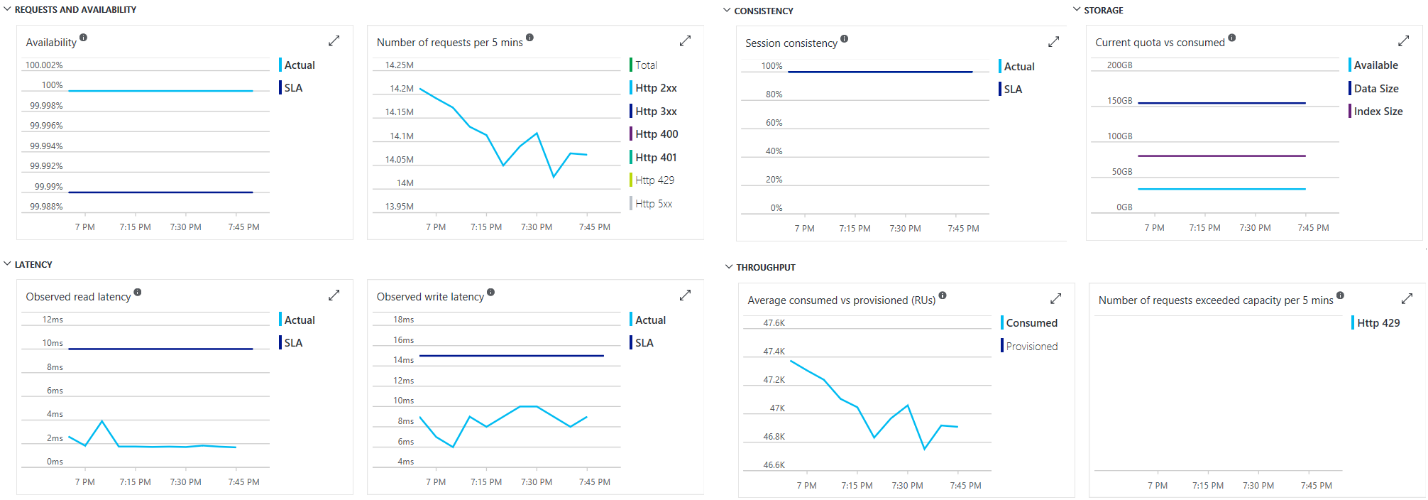 REQUESTS AND AVAILABILITY
Availability
100.002%
100%
99.998%
99.996%
99.994%
99.992%
99.99%
99.988%
7 PM 7:15 PM 7:30 PM 7:45 PM
Actual
SLA
Number of requests per 5 mins
14.25M
14.2M
14.15M
14.1M
14.05M
14M
13.95M
7 PM 7:15 PM 7:30 PM 7:45 PM
Total
Http 2xx
Http 3xx
Http 400
Http 401
Http 429
Http 5xx
CONSISTENCY
Session consistency
100%
80%
60%
40%
20%
0%
7 PM 7:15 PM 7:30 PM 7:45 PM
Actual
SLA
STORAGE
Current quota vs consumed
200GB
150GB
100GB
50GB
0GB
7 PM 7:15 PM 7:30 PM 7:45 PM
Available
Data Size
Index Size
LATENCY
Observed read latency
12ms
10ms
8ms
6ms
4ms
2ms
0ms
7 PM 7:15 PM 7:30 PM 7:45 PM
Actual
SLA
Observed write latency
18ms
16ms
14ms
12ms
10ms
8ms
6ms
4ms
7 PM 7:15 PM 7:30 PM 7:45 PM
Actual
SLA
THROUGHPUT
Average consumed vs provisioned (RUs)
47.6K
47.4K
47.2K
47K
46.8K
46.6K
7 PM 7:15 PM 7:30 PM 7:45 PM
Consumed
Provisioned
Number of requests exceeded capacity per 5 mins
7 PM 7:15 PM 7:30 PM 7:45 PM
Http 429